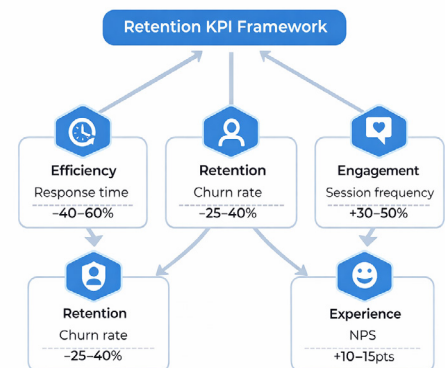 Retention KPI Framework
Efficiency
Response time
–40–60%
Retention
Churn rate
–25–40%
Engagement
Session frequency
+30–50%
Retention
Churn rate
–25–40%
Experience
NPS
+10–15pts